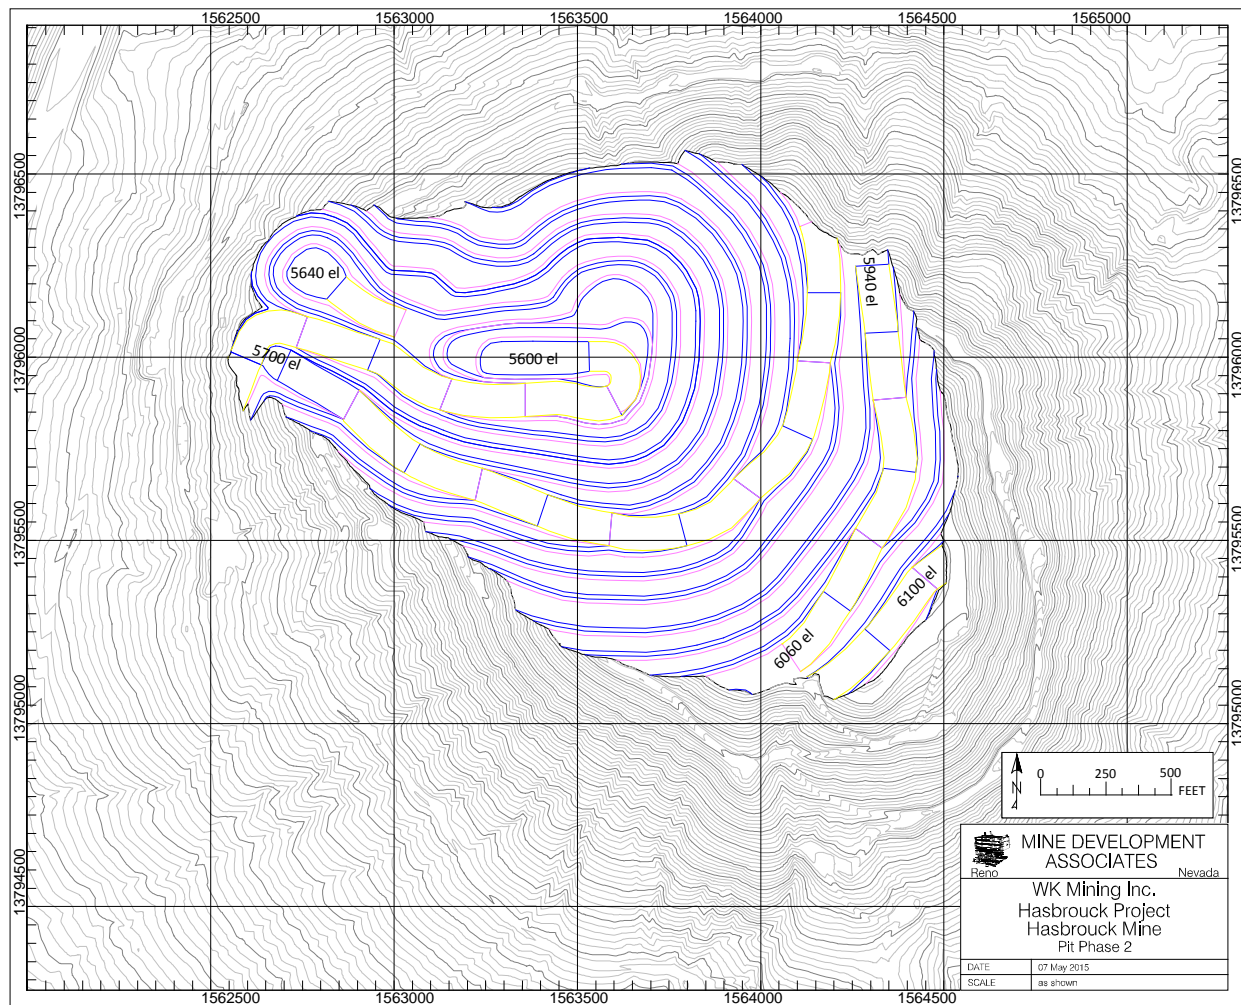 1562500 1563000 1563500 1564000 1564500 1565000
13796500 13796500
5640 el
5940 el
5700 el
5600 el
13796000 13796000
13795500 13795500
6100 el
6060 el
13795000 13795000
0 250 500
FEET
N
MINE DEVELOPMENT
ASSOCIATES
Reno Nevada
13794500 13794500
WK Mining Inc.
Hasbrouck Project
Hasbrouck Mine
Pit Phase 2
DATE 07 May 2015
SCALE as shown
1562500 1563000 1563500 1564000 1564500